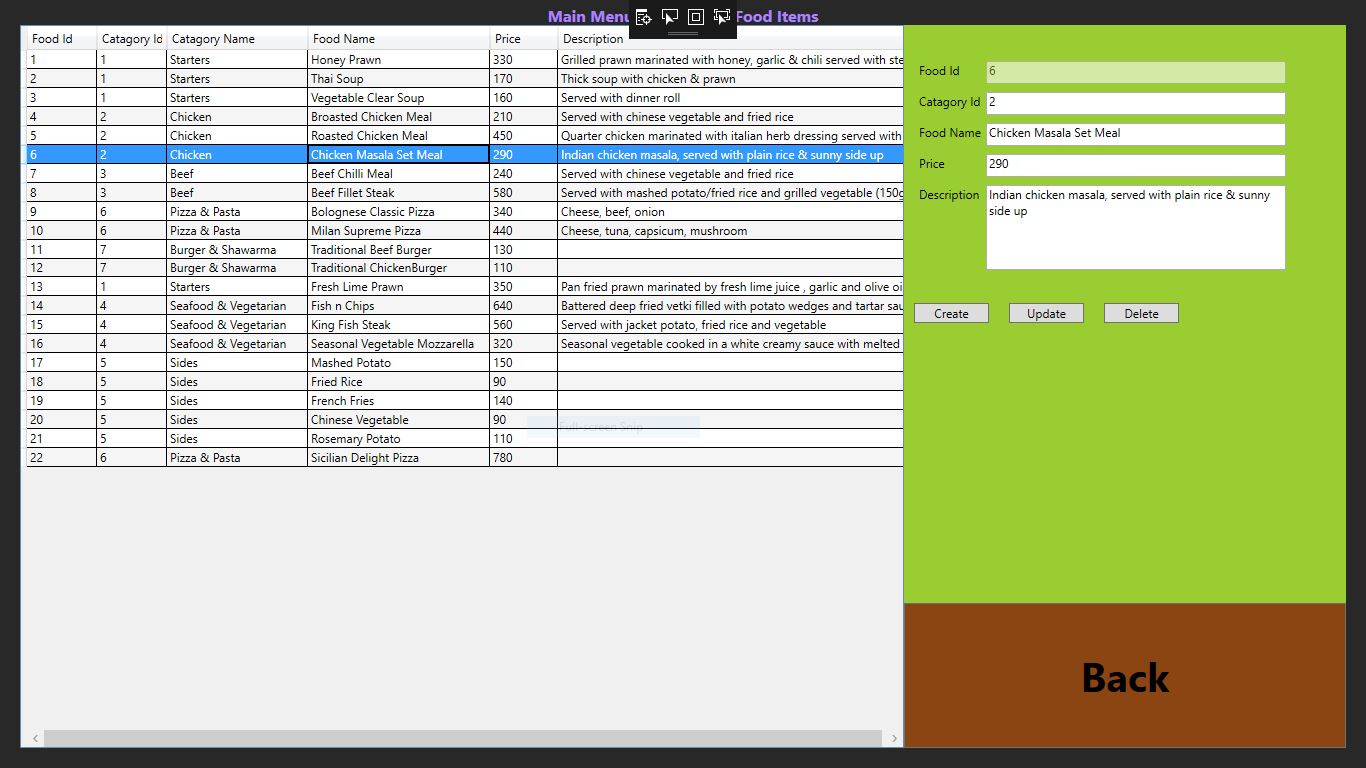 Main Menu Food Items
Food Id Catagory Id Catagory Name Food Name Price Description
1 1 Starters Honey Prawn 330 Grilled prawn marinated with honey, garlic & chili served with ste
2 1 Starters Thai Soup 170 Thick soup with chicken & prawn
3 1 Starters Vegetable Clear Soup 160 Served with dinner roll
4 2 Chicken Broasted Chicken Meal 210 Served with chinese vegetable and fried rice
5 2 Chicken Roasted Chicken Meal 450 Quarter chicken marinated with italian herb dressing served with
6 2 Chicken Chicken Masala Set Meal 290 Indian chicken masala, served with plain rice & sunny side up
7 3 Beef Beef Chilli Meal 240 Served with chinese vegetable and fried rice
8 3 Beef Beef Fillet Steak 580 Served with mashed potato/fried rice and grilled vegetable (150g
9 6 Pizza & Pasta Bolognese Classic Pizza 340 Cheese, beef, onion
10 6 Pizza & Pasta Milan Supreme Pizza 440 Cheese, tuna, capsicum, mushroom
11 7 Burger & Shawarma Traditional Beef Burger 130
12 7 Burger & Shawarma Traditional ChickenBurger 110
13 1 Starters Fresh Lime Prawn 350 Pan fried prawn marinated by fresh lime juice , garlic and olive oi
14 4 Seafood & Vegetarian Fish n Chips 640 Battered deep fried vetki filled with potato wedges and tartar sau
15 4 Seafood & Vegetarian King Fish Steak 560 Served with jacket potato, fried rice and vegetable
16 4 Seafood & Vegetarian Seasonal Vegetable Mozzarella 320 Seasonal vegetable cooked in a white creamy sauce with melted
17 5 Sides Mashed Potato 150
18 5 Sides Fried Rice 90
19 5 Sides French Fries 140
20 5 Sides Chinese Vegetable 90
Full-screen Snip
21 5 Sides Rosemary Potato 110
22 6 Pizza & Pasta Sicilian Delight Pizza 780
Food Id 6
Catagory Id 2
Food Name Chicken Masala Set Meal
Price 290
Description Indian chicken masala, served with plain rice & sunny
side up
Create Update Delete
Back